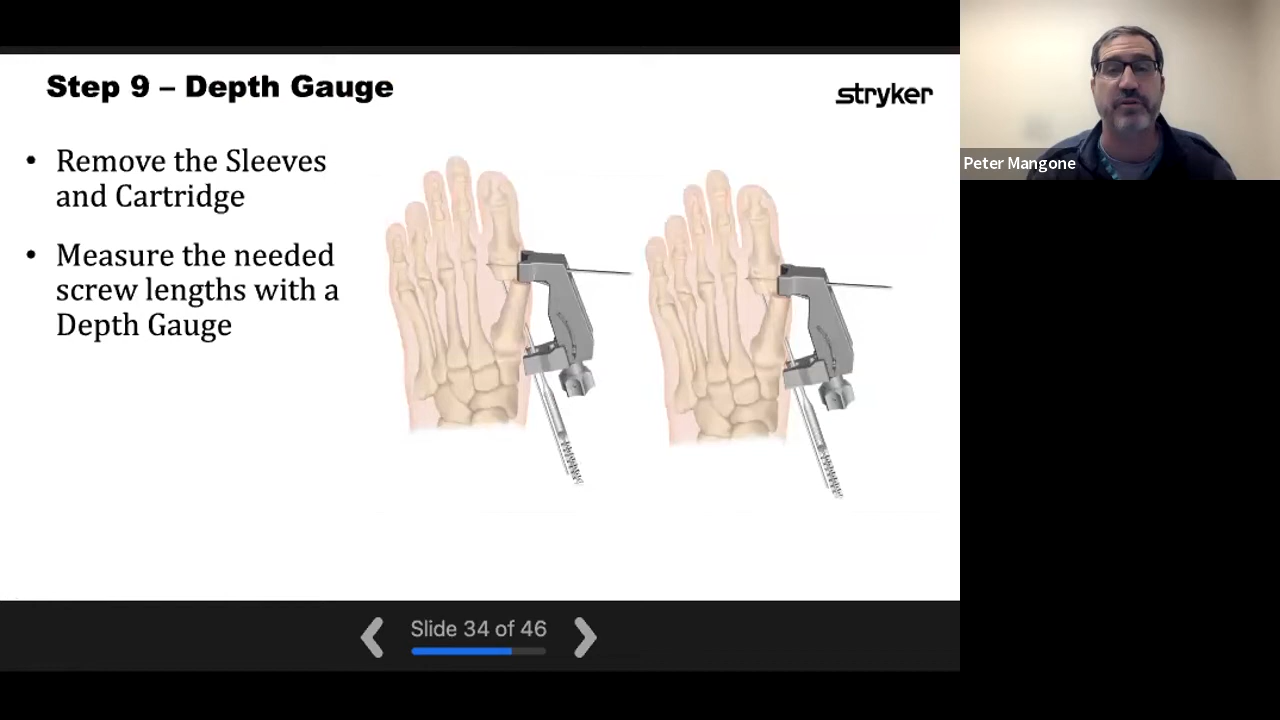 Step 9 – Depth Gauge
stryker
• Remove the Sleeves
and Cartridge
• Measure the needed
screw lengths with a
Depth Gauge
Slide 34 of 46
Peter Mangone